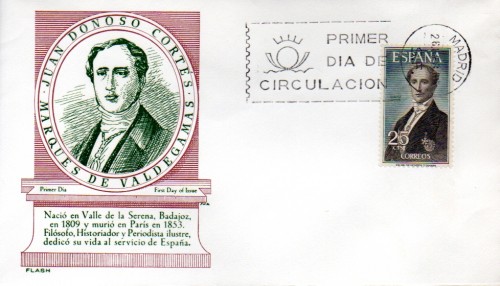 JUAN DONOSO CORTES-
MARQUES DE VALDEGAMAS-
Primer Dia
First Day of Issue
Nació en Valle de la Serena, Badajoz,
en 1809 y murió en París en 1853.
Filósofo, Historiador y Periodista ilustre,
dedicó su vida al servicio de España.
FLASH
PRIMER
DIA DE
CIRCULACION
MADRID
ESPAÑA
25
CTS
CORREOS